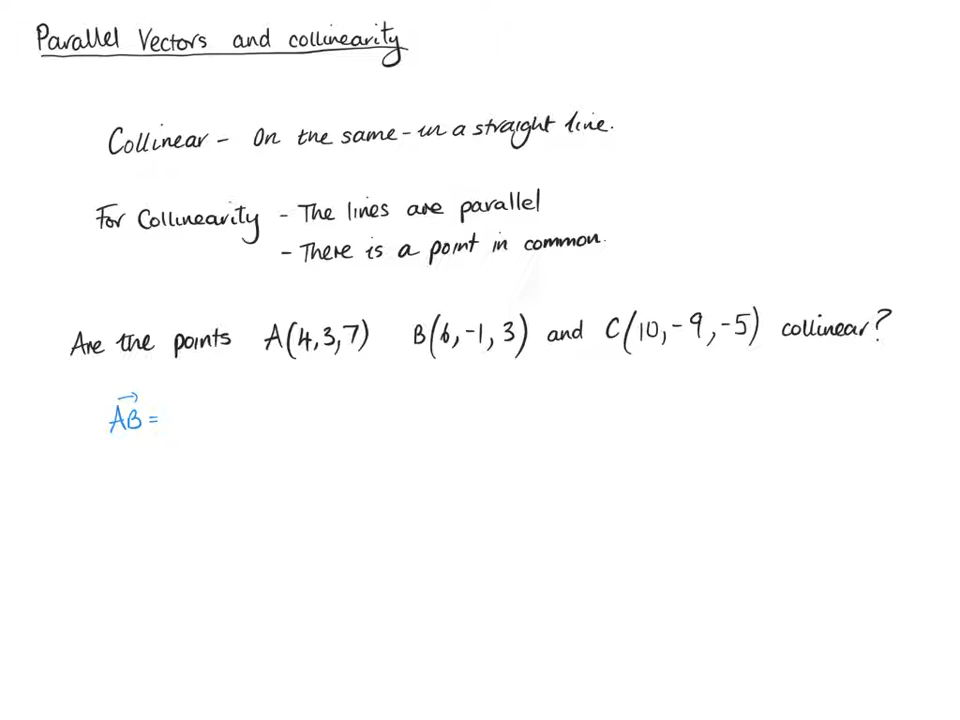 Parallel Vectors and collinearity
Collinear - On the same - in a straight line.
For Collinearity - The lines are parallel
- There is a point in common.
Are the points A(4,3,7) B(6,-1,3) and C(10,-9,-5) collinear?
→AB =